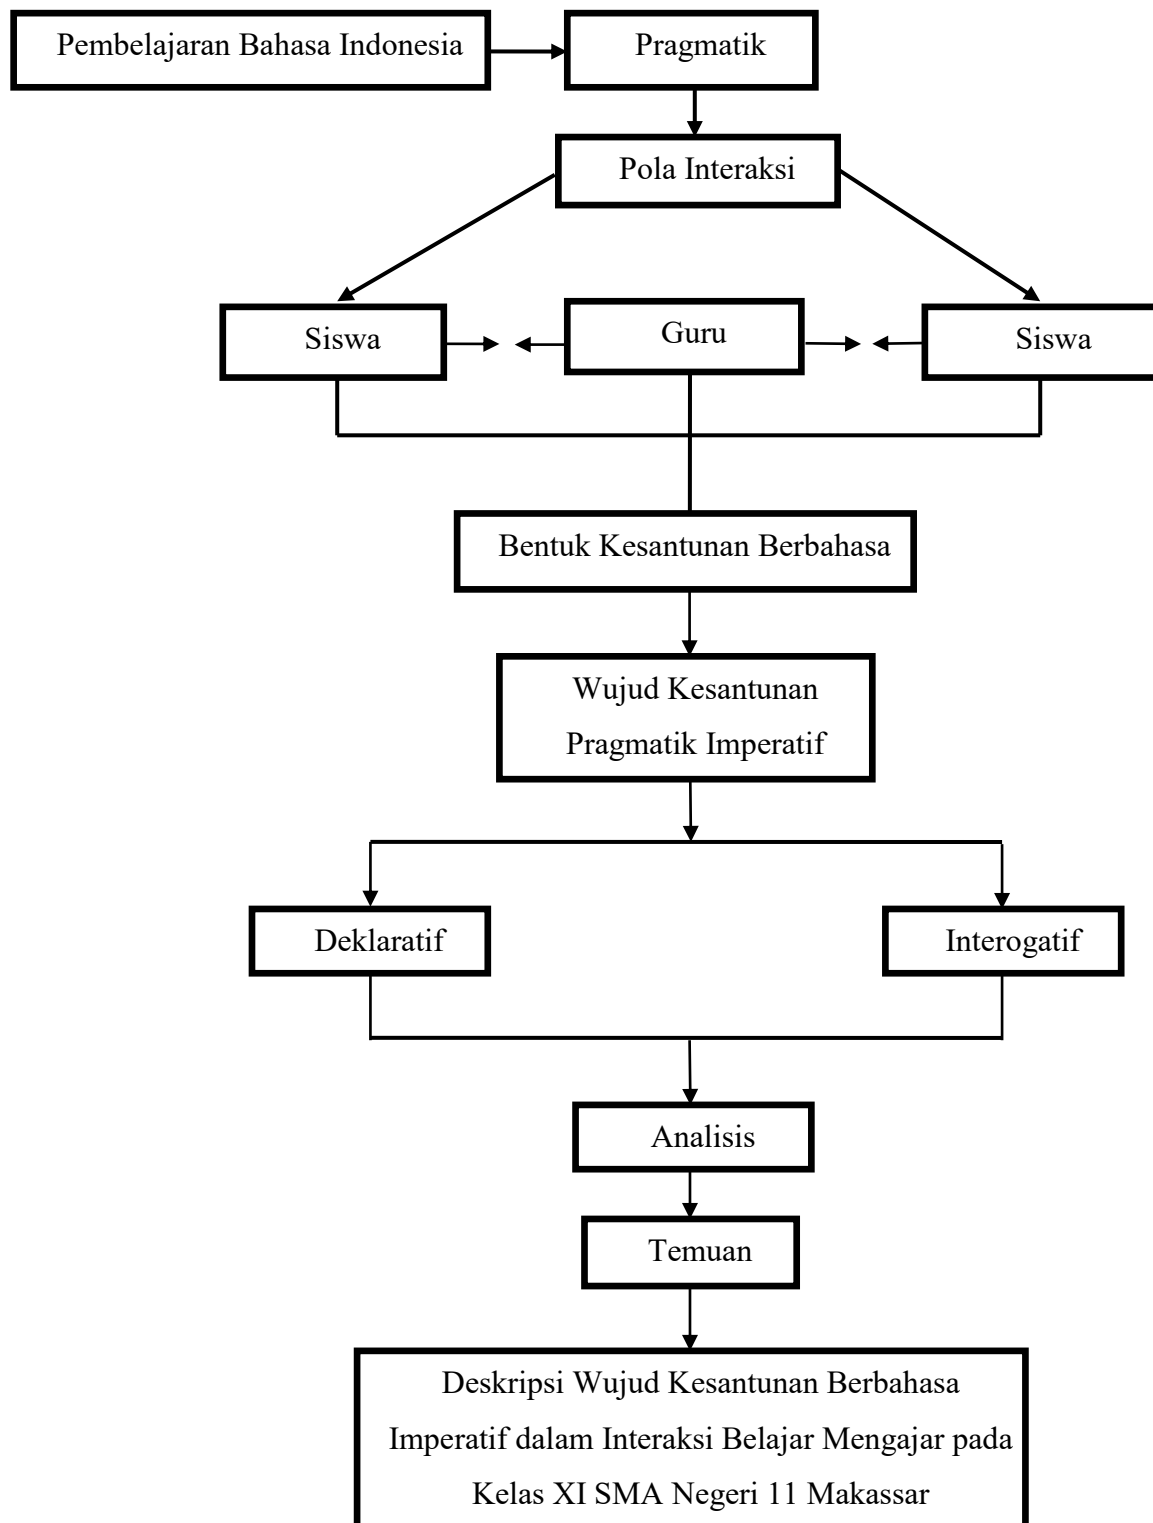 Pembelajaran Bahasa Indonesia
Pragmatik
Pola Interaksi
Siswa
Guru
Siswa
Bentuk Kesantunan Berbahasa
Wujud Kesantunan
Pragmatik Imperatif
Deklaratif
Interogatif
Analisis
Temuan
Deskripsi Wujud Kesantunan Berbahasa
Imperatif dalam Interaksi Belajar Mengajar pada
Kelas XI SMA Negeri 11 Makassar